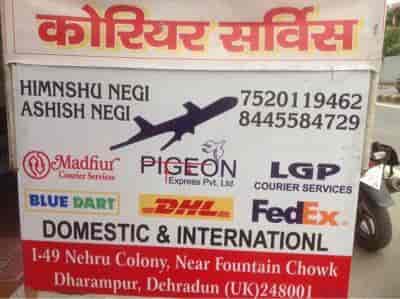 कोरियर सर्विस
HIMNSHU NEGI 7520119462
ASHISH NEGI 8445584729
Madhur PIGEON LGP
Courier Services Express Pvt. Ltd COURIER SERVICES
BLUE DART DHL FedEx
DOMESTIC & INTERNATIONL
I-49 Nehru Colony, Near Fountain Chowk
Dharampur, Dehradun (UK)248001